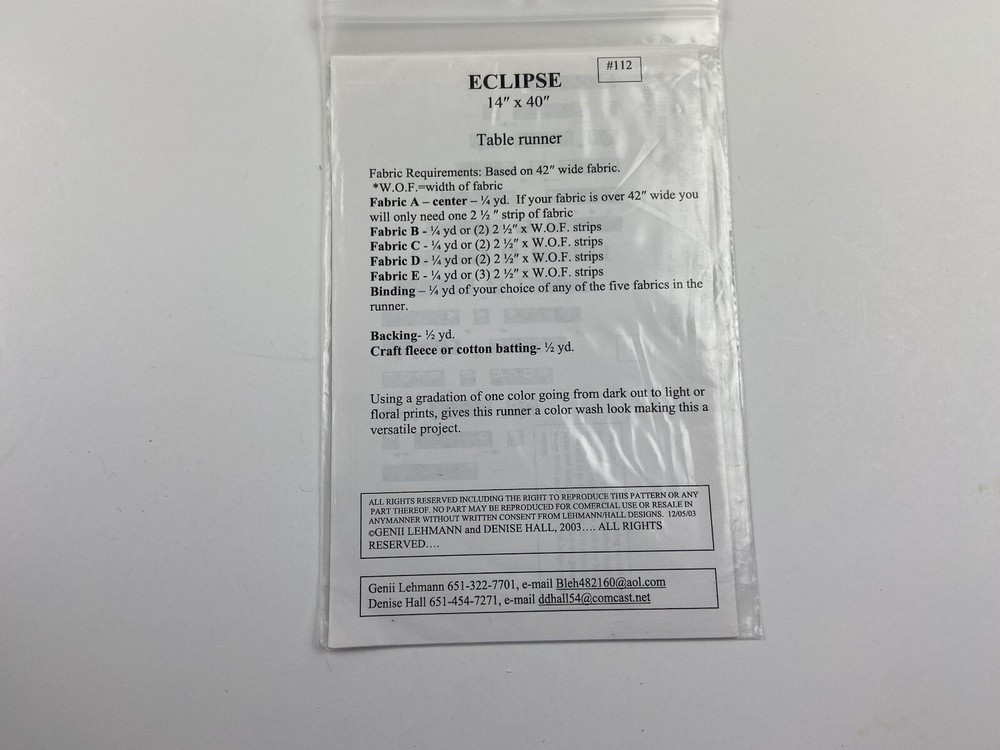 #112
ECLIPSE
14" x 40"
Table runner
Fabric Requirements: Based on 42" wide fabric.
*W.O.F.=width of fabric
Fabric A – center – ¼ yd. If your fabric is over 42" wide you
will only need one 2 ½ " strip of fabric
Fabric B - ¼ yd or (2) 2 ½" x W.O.F. strips
Fabric C - ¼ yd or (2) 2 ½" x W.O.F. strips
Fabric D - ¼ yd or (2) 2 ½" x W.O.F. strips
Fabric E - ¼ yd or (3) 2 ½" x W.O.F. strips
Binding – ¼ yd of your choice of any of the five fabrics in the
runner.
Backing- ½ yd.
Craft fleece or cotton batting- ½ yd.
Using a gradation of one color going from dark out to light or
floral prints, gives this runner a color wash look making this a
versatile project.
ALL RIGHTS RESERVED INCLUDING THE RIGHT TO REPRODUCE THIS PATTERN OR ANY
PART THEREOF. NO PART MAY BE REPRODUCED FOR COMERCIAL USE OR RESALE IN
ANYMANNER WITHOUT WRITTEN CONSENT FROM LEHMANN/HALL DESIGNS. 12/05/03
©GENII LEHMANN and DENISE HALL, 2003…. ALL RIGHTS
RESERVED….
Genii Lehmann 651-322-7701, e-mail Bleh482160@aol.com
Denise Hall 651-454-7271, e-mail ddhall54@comcast.net